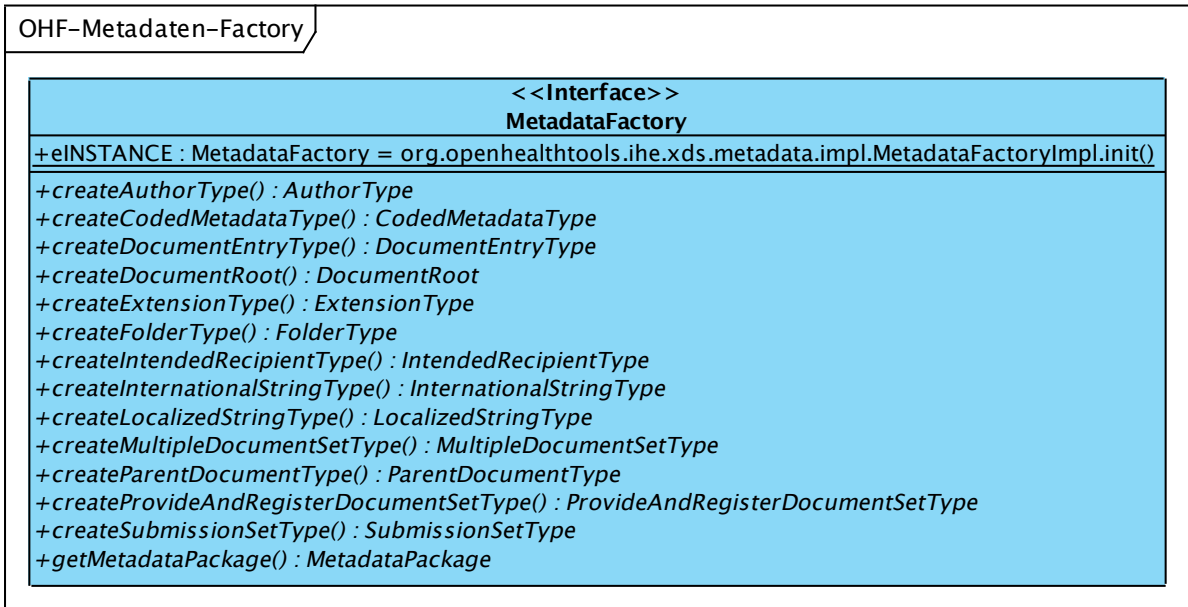 OHF-Metadaten-Factory
<<Interface>>
MetadataFactory
+eINSTANCE : MetadataFactory = org.openhealthtools.ihe.xds.metadata.impl.MetadataFactoryImpl.init()
+createAuthorType() : AuthorType
+createCodedMetadataType() : CodedMetadataType
+createDocumentEntryType() : DocumentEntryType
+createDocumentRoot() : DocumentRoot
+createExtensionType() : ExtensionType
+createFolderType() : FolderType
+createIntendedRecipientType() : IntendedRecipientType
+createInternationalStringType() : InternationalStringType
+createLocalizedStringType() : LocalizedStringType
+createMultipleDocumentSetType() : MultipleDocumentSetType
+createParentDocumentType() : ParentDocumentType
+createProvideAndRegisterDocumentSetType() : ProvideAndRegisterDocumentSetType
+createSubmissionSetType() : SubmissionSetType
+getMetadataPackage() : MetadataPackage